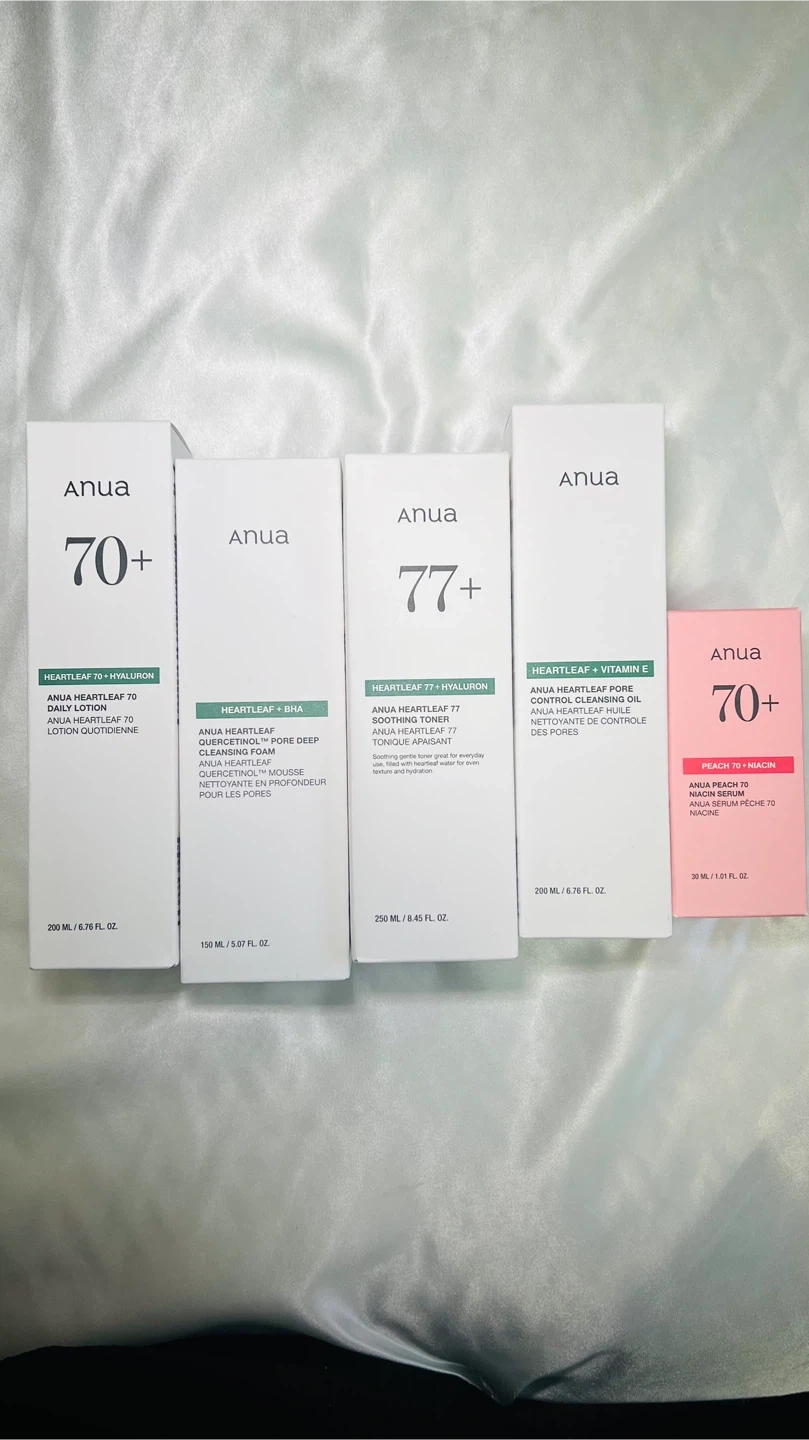 Anua
70+
HEARTLEAF 70 + HYALURON
ANUA HEARTLEAF 70
DAILY LOTION
ANUA HEARTLEAF 70
LOTION QUOTIDIENNE
200 ML / 6.76 FL. OZ.
Anua
HEARTLEAF + BHA
ANUA HEARTLEAF
QUERCETINOL™ PORE DEEP
CLEANSING FOAM
ANUA HEARTLEAF
QUERCETINOL™ MOUSSE
NETTOYANTE EN PROFONDEUR
POUR LES PORES
150 ML / 5.07 FL. OZ.
Anua
77+
HEARTLEAF 77 + HYALURON
ANUA HEARTLEAF 77
SOOTHING TONER
ANUA HEARTLEAF 77
TONIQUE APAISANT
Soothing gentle toner great for everyday
use, filled with heartleaf water for even
texture and hydration.
250 ML / 8.45 FL. OZ.
Anua
HEARTLEAF + VITAMIN E
ANUA HEARTLEAF PORE
CONTROL CLEANSING OIL
ANUA HEARTLEAF HUILE
NETTOYANTE DE CONTROLE
DES PORES
200 ML / 6.76 FL. OZ.
Anua
70+
PEACH 70 + NIACIN
ANUA PEACH 70
NIACIN SERUM
ANUA SÉRUM PÊCHE 70
NIACINE
30 ML / 1.01 FL. OZ.